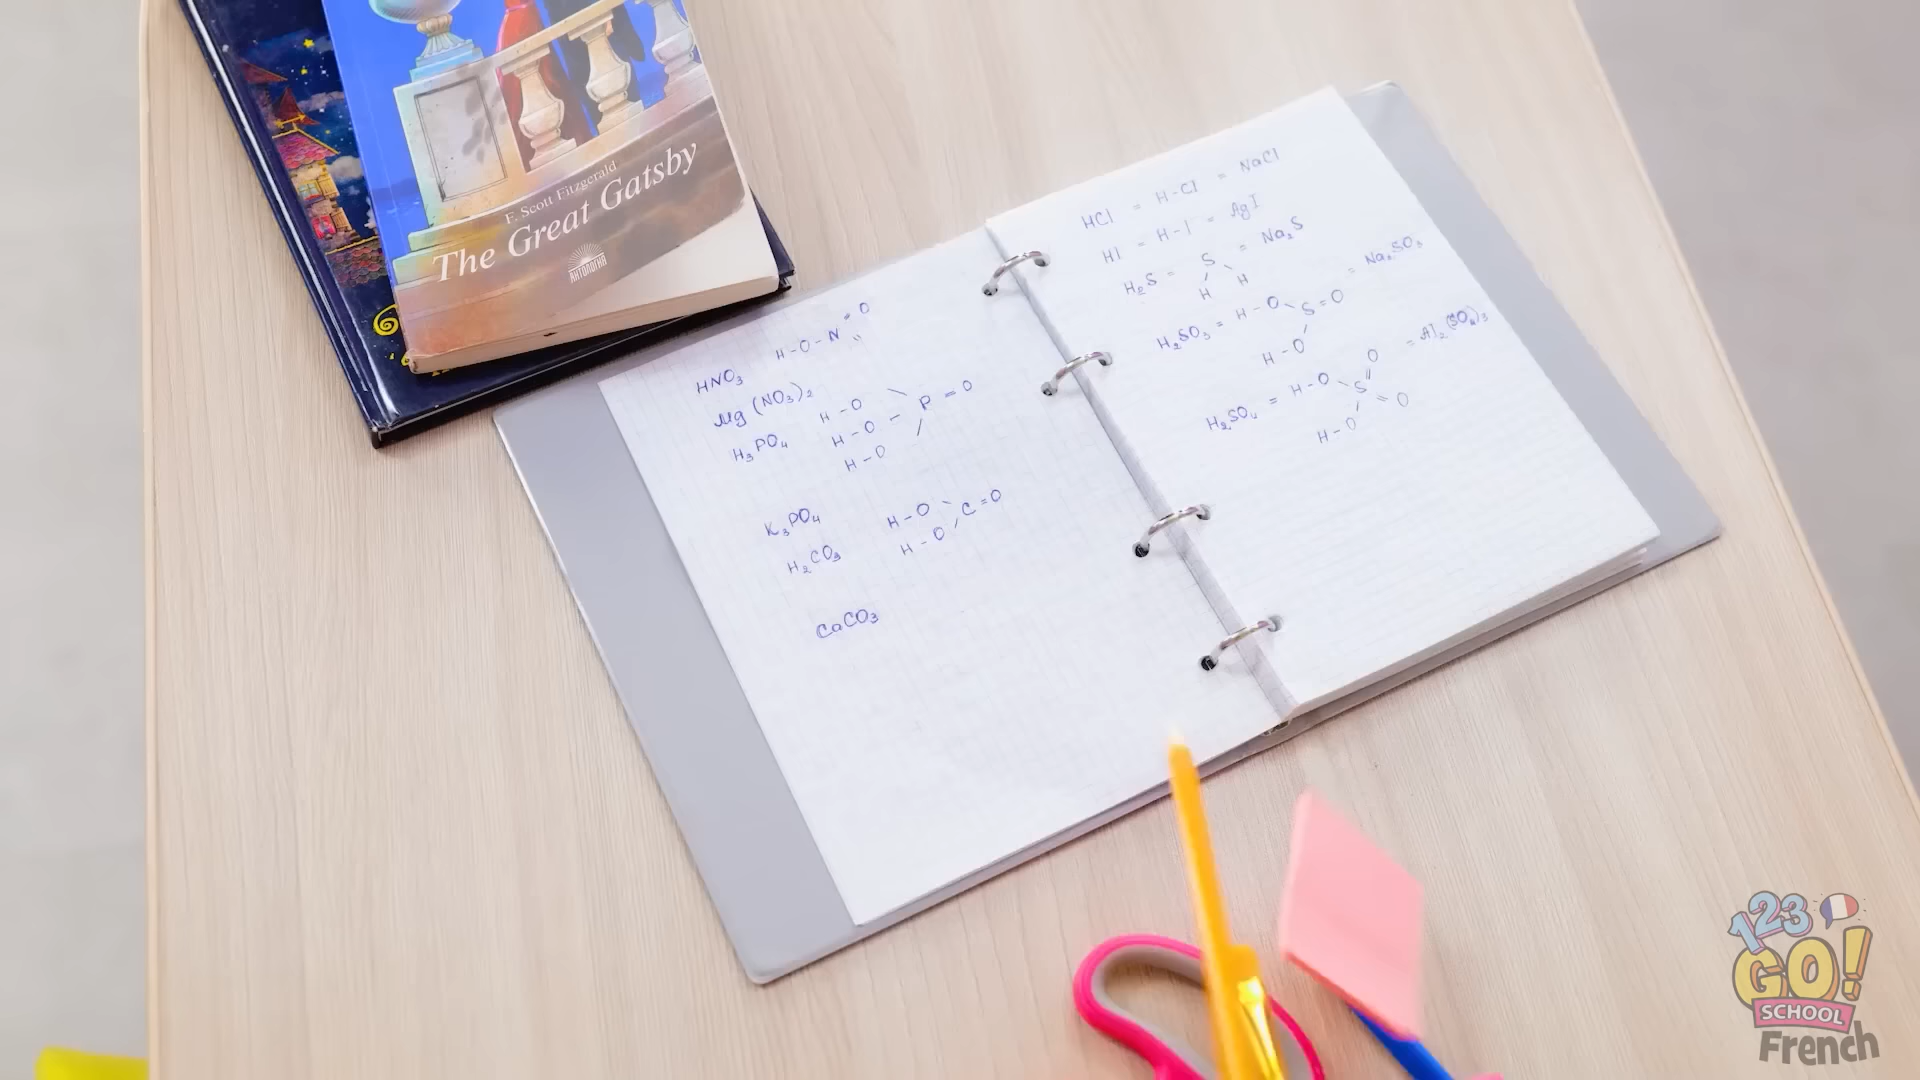 F. Scott Fitzgerald
The Great Gatsby
АНТОЛОГИЯ
H-O-N=O
HNO3
Mg(NO3)2
H3PO4
H-O
H-O - P=O
H-O
K3PO4
H2CO3
H-O
C=O
H-O
CaCO3
HCl = H-Cl = NaCl
HI = H-I = AgI
H2S = S = Na2S
H H
H2SO3 = H-O S=O = Na2SO3
H-O
H2SO4 = H-O S O = Al2(SO4)3
O
H-O
123
GO!
SCHOOL
French